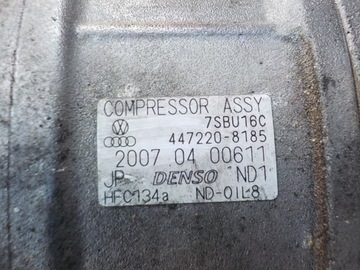 COMPRESSOR ASSY
7SBU16C
447220-8185
2007.04 00611
JP DENSO ND1
HFC134a ND-OIL8